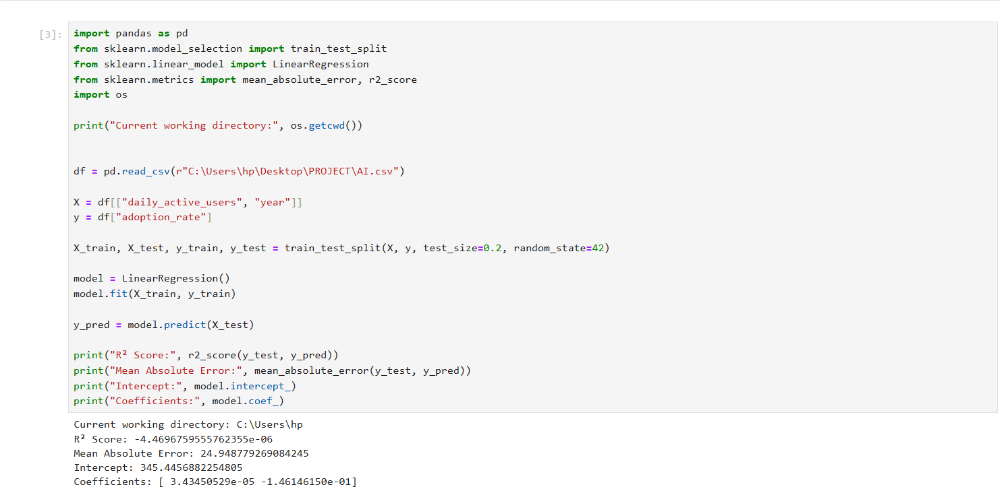 [3]:
import pandas as pd
from sklearn.model_selection import train_test_split
from sklearn.linear_model import LinearRegression
from sklearn.metrics import mean_absolute_error, r2_score
import os
print("Current working directory:", os.getcwd())
df = pd.read_csv(r"C:\Users\hp\Desktop\PROJECT\AI.csv")
X = df[["daily_active_users", "year"]]
y = df["adoption_rate"]
X_train, X_test, y_train, y_test = train_test_split(X, y, test_size=0.2, random_state=42)
model = LinearRegression()
model.fit(X_train, y_train)
y_pred = model.predict(X_test)
print("R² Score:", r2_score(y_test, y_pred))
print("Mean Absolute Error:", mean_absolute_error(y_test, y_pred))
print("Intercept:", model.intercept_)
print("Coefficients:", model.coef_)
Current working directory: C:\Users\hp
R² Score: -4.4696759555762355e-06
Mean Absolute Error: 24.948779269084245
Intercept: 345.4456882254805
Coefficients: [ 3.43450529e-05 -1.46146150e-01]